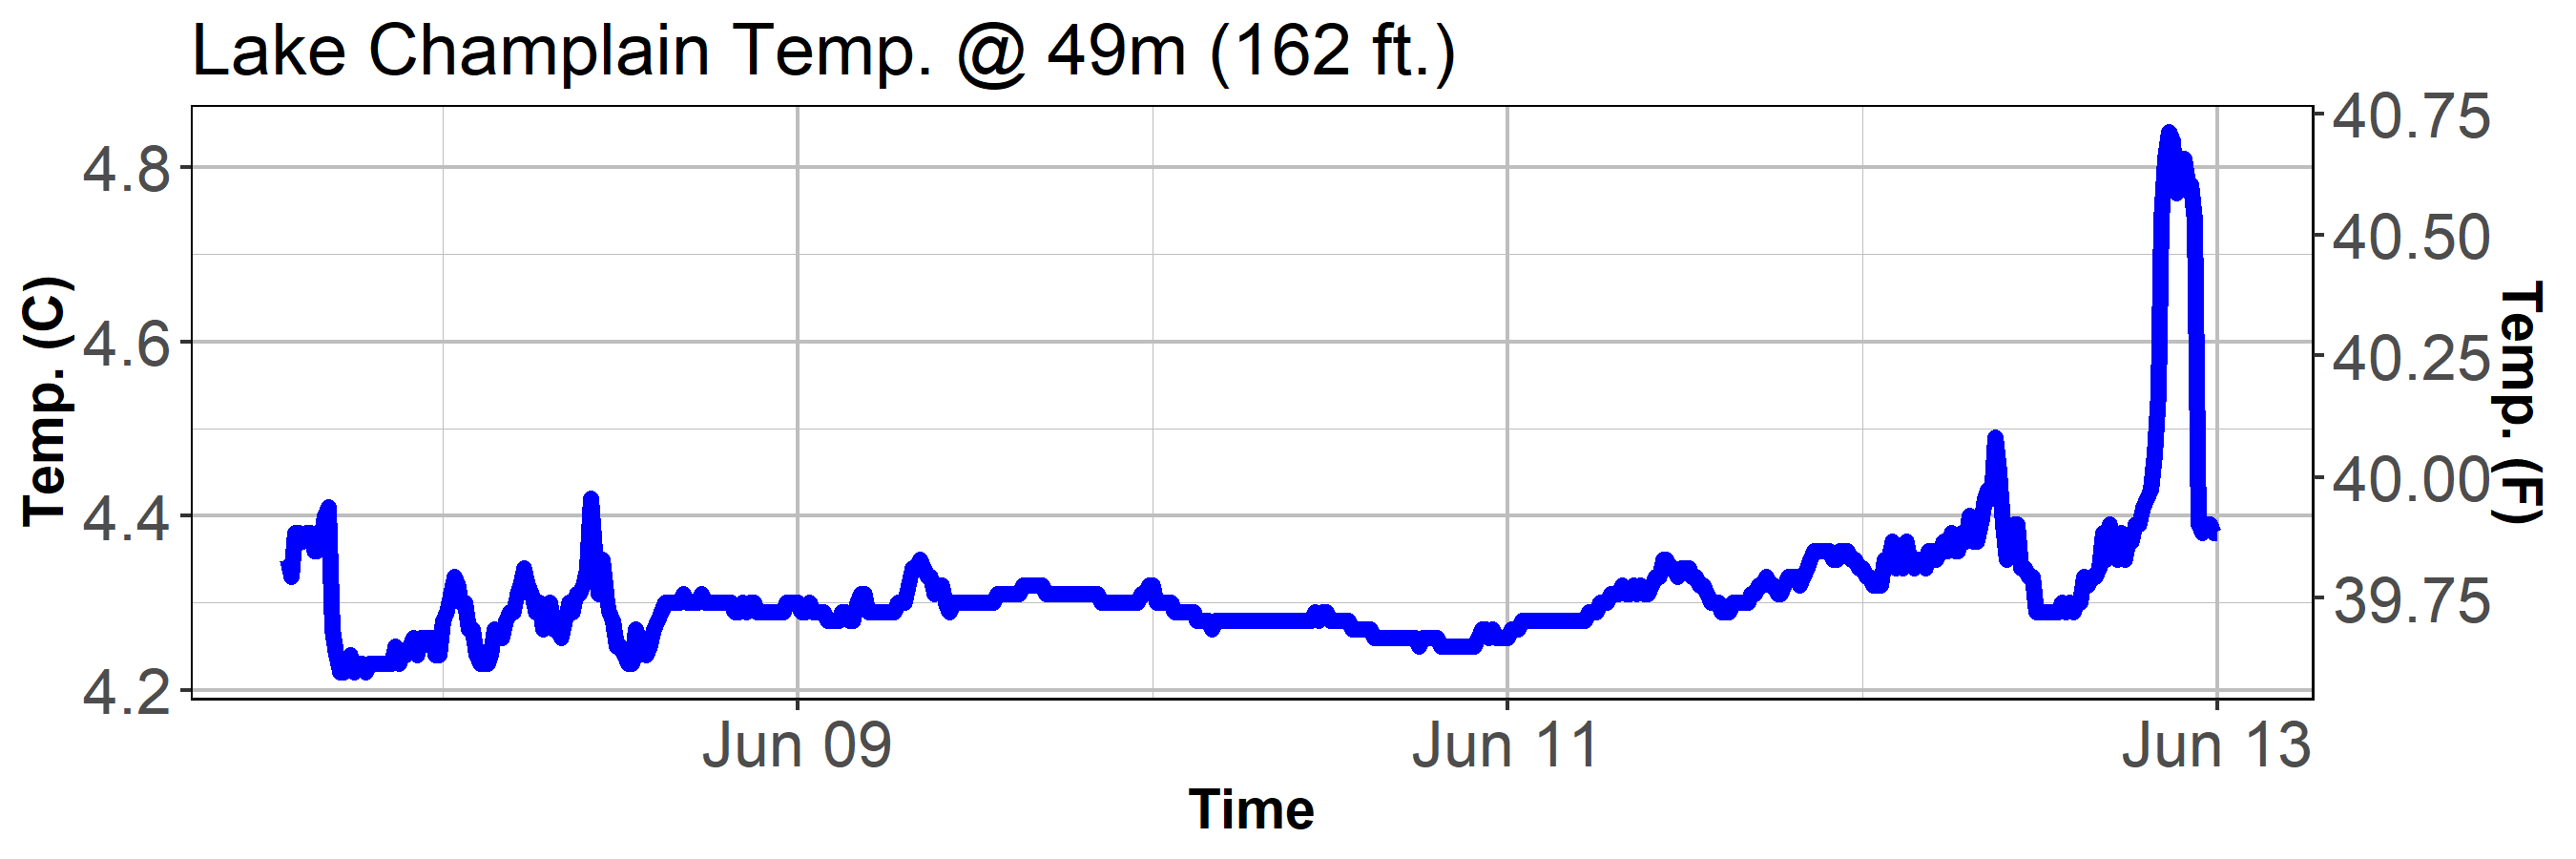 Lake Champlain Temp. @ 49m (162 ft.)
40.75
4.8
40.50
4.6
40.25
4.4
40.00
39.75
4.2
Temp. (C)
Temp. (F)
Jun 09 Jun 11 Jun 13
Time